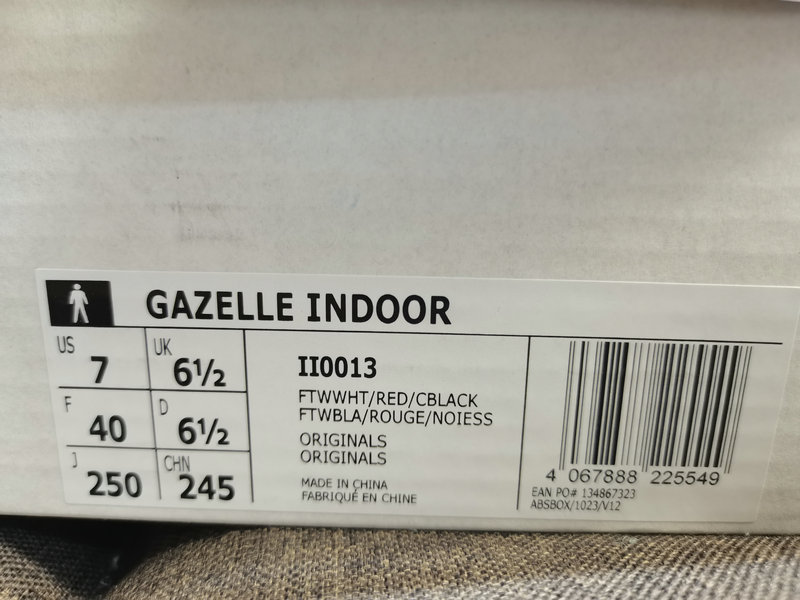 GAZELLE INDOOR
US 7 UK 6½
F 40 D 6½
J 250 CHN 245
II0013
FTWWHT/RED/CBLACK
FTWBLA/ROUGE/NOIESS
ORIGINALS
ORIGINALS
MADE IN CHINA
FABRIQUÉ EN CHINE
4 067888 225549
EAN PO# 134867323
ABSBOX/1023/V12